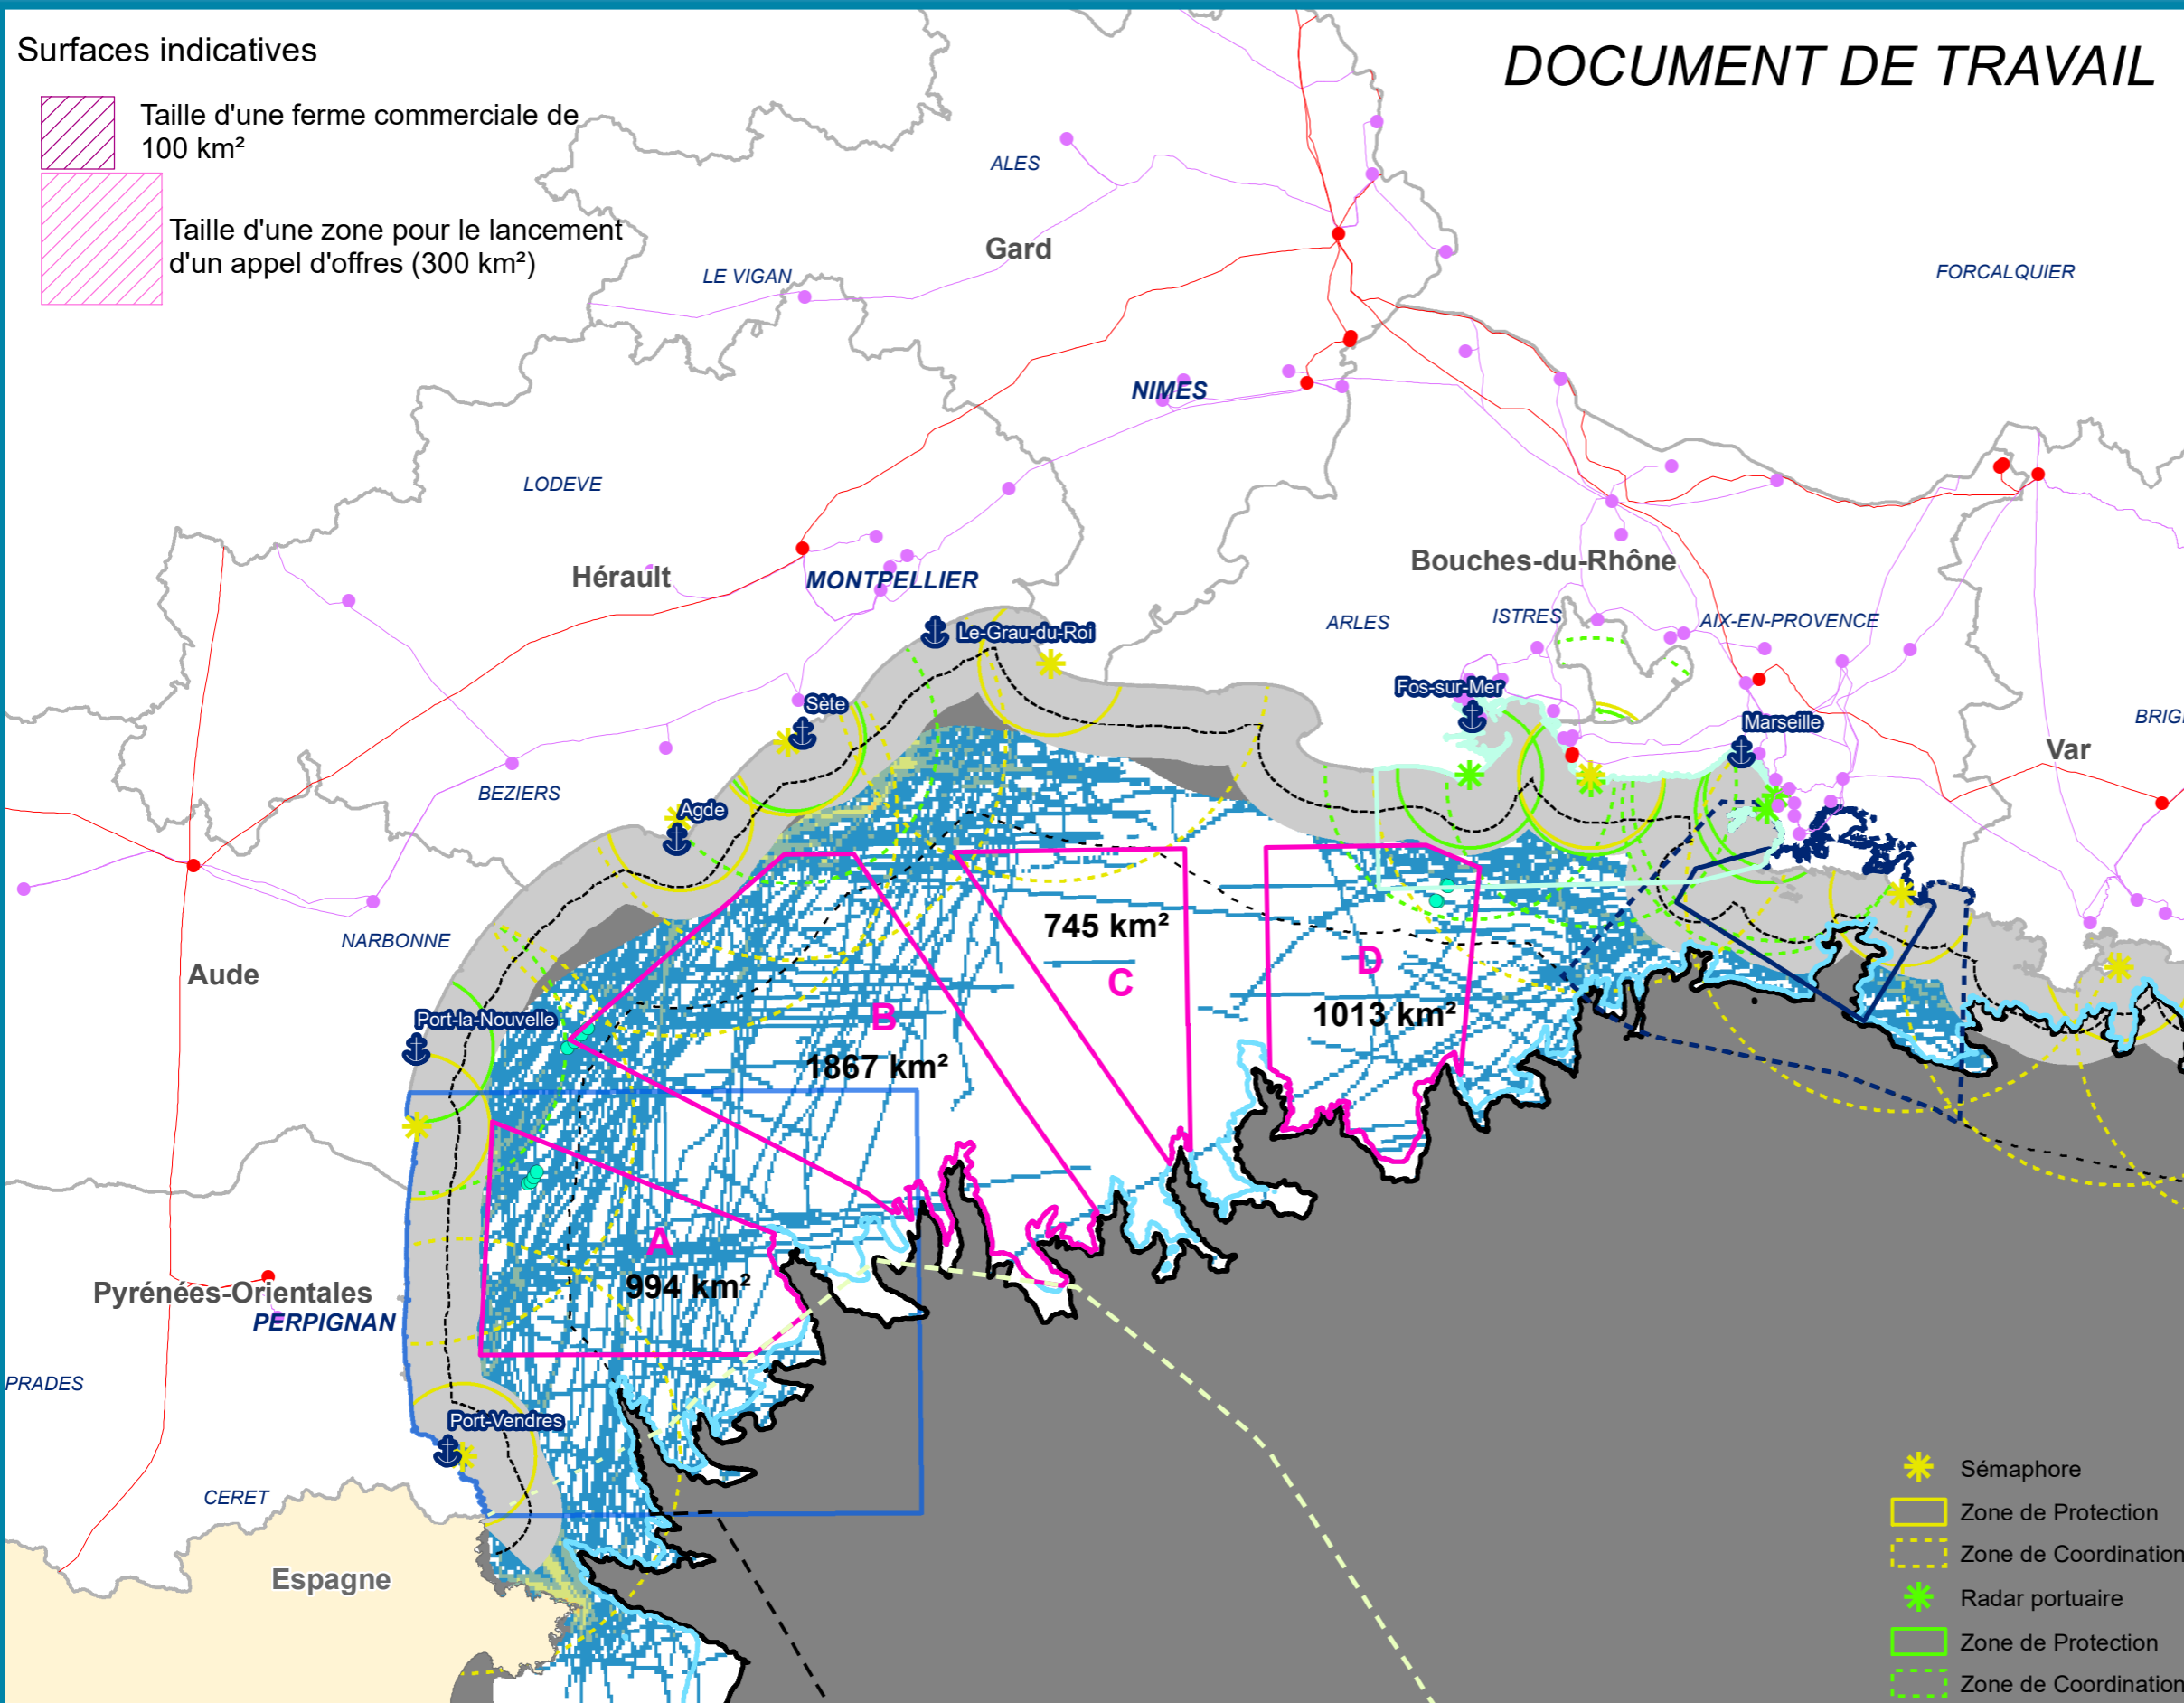 Surfaces indicatives
DOCUMENT DE TRAVAIL
Taille d'une ferme commerciale de
100 km²
Taille d'une zone pour le lancement
d'un appel d'offres (300 km²)
ALES
Gard
LE VIGAN
FORCALQUIER
NIMES
LODEVE
Hérault
MONTPELLIER
Bouches-du-Rhône
ARLES
ISTRES
AIX-EN-PROVENCE
Le-Grau-du-Roi
Fos-sur-Mer
Sète
Marseille
BRIG
Var
BEZIERS
Agde
NARBONNE
745 km²
C
D
Aude
B
1013 km²
Port-la-Nouvelle
1867 km²
A
994 km²
Pyrénées-Orientales
PERPIGNAN
PRADES
Port-Vendres
CERET
Espagne
Sémaphore
Zone de Protection
Zone de Coordination
Radar portuaire
Zone de Protection
Zone de Coordination